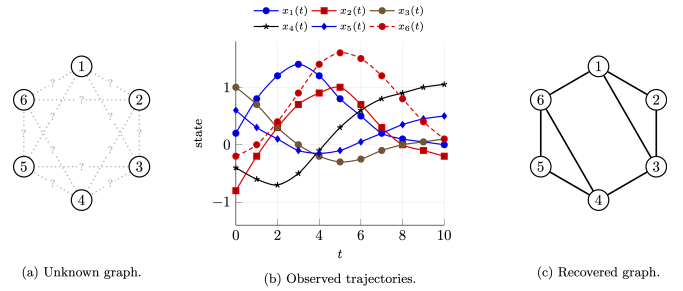 x₁(t) x₂(t) x₃(t)
x₄(t) x₅(t) x₆(t)
1
6 ? 2
? ? ? ? ? ?
5 ? 3
4
(a) Unknown graph.
state
1
0
−1
0 2 4 6 8 10
t
(b) Observed trajectories.
1
6 2
5 3
4
(c) Recovered graph.